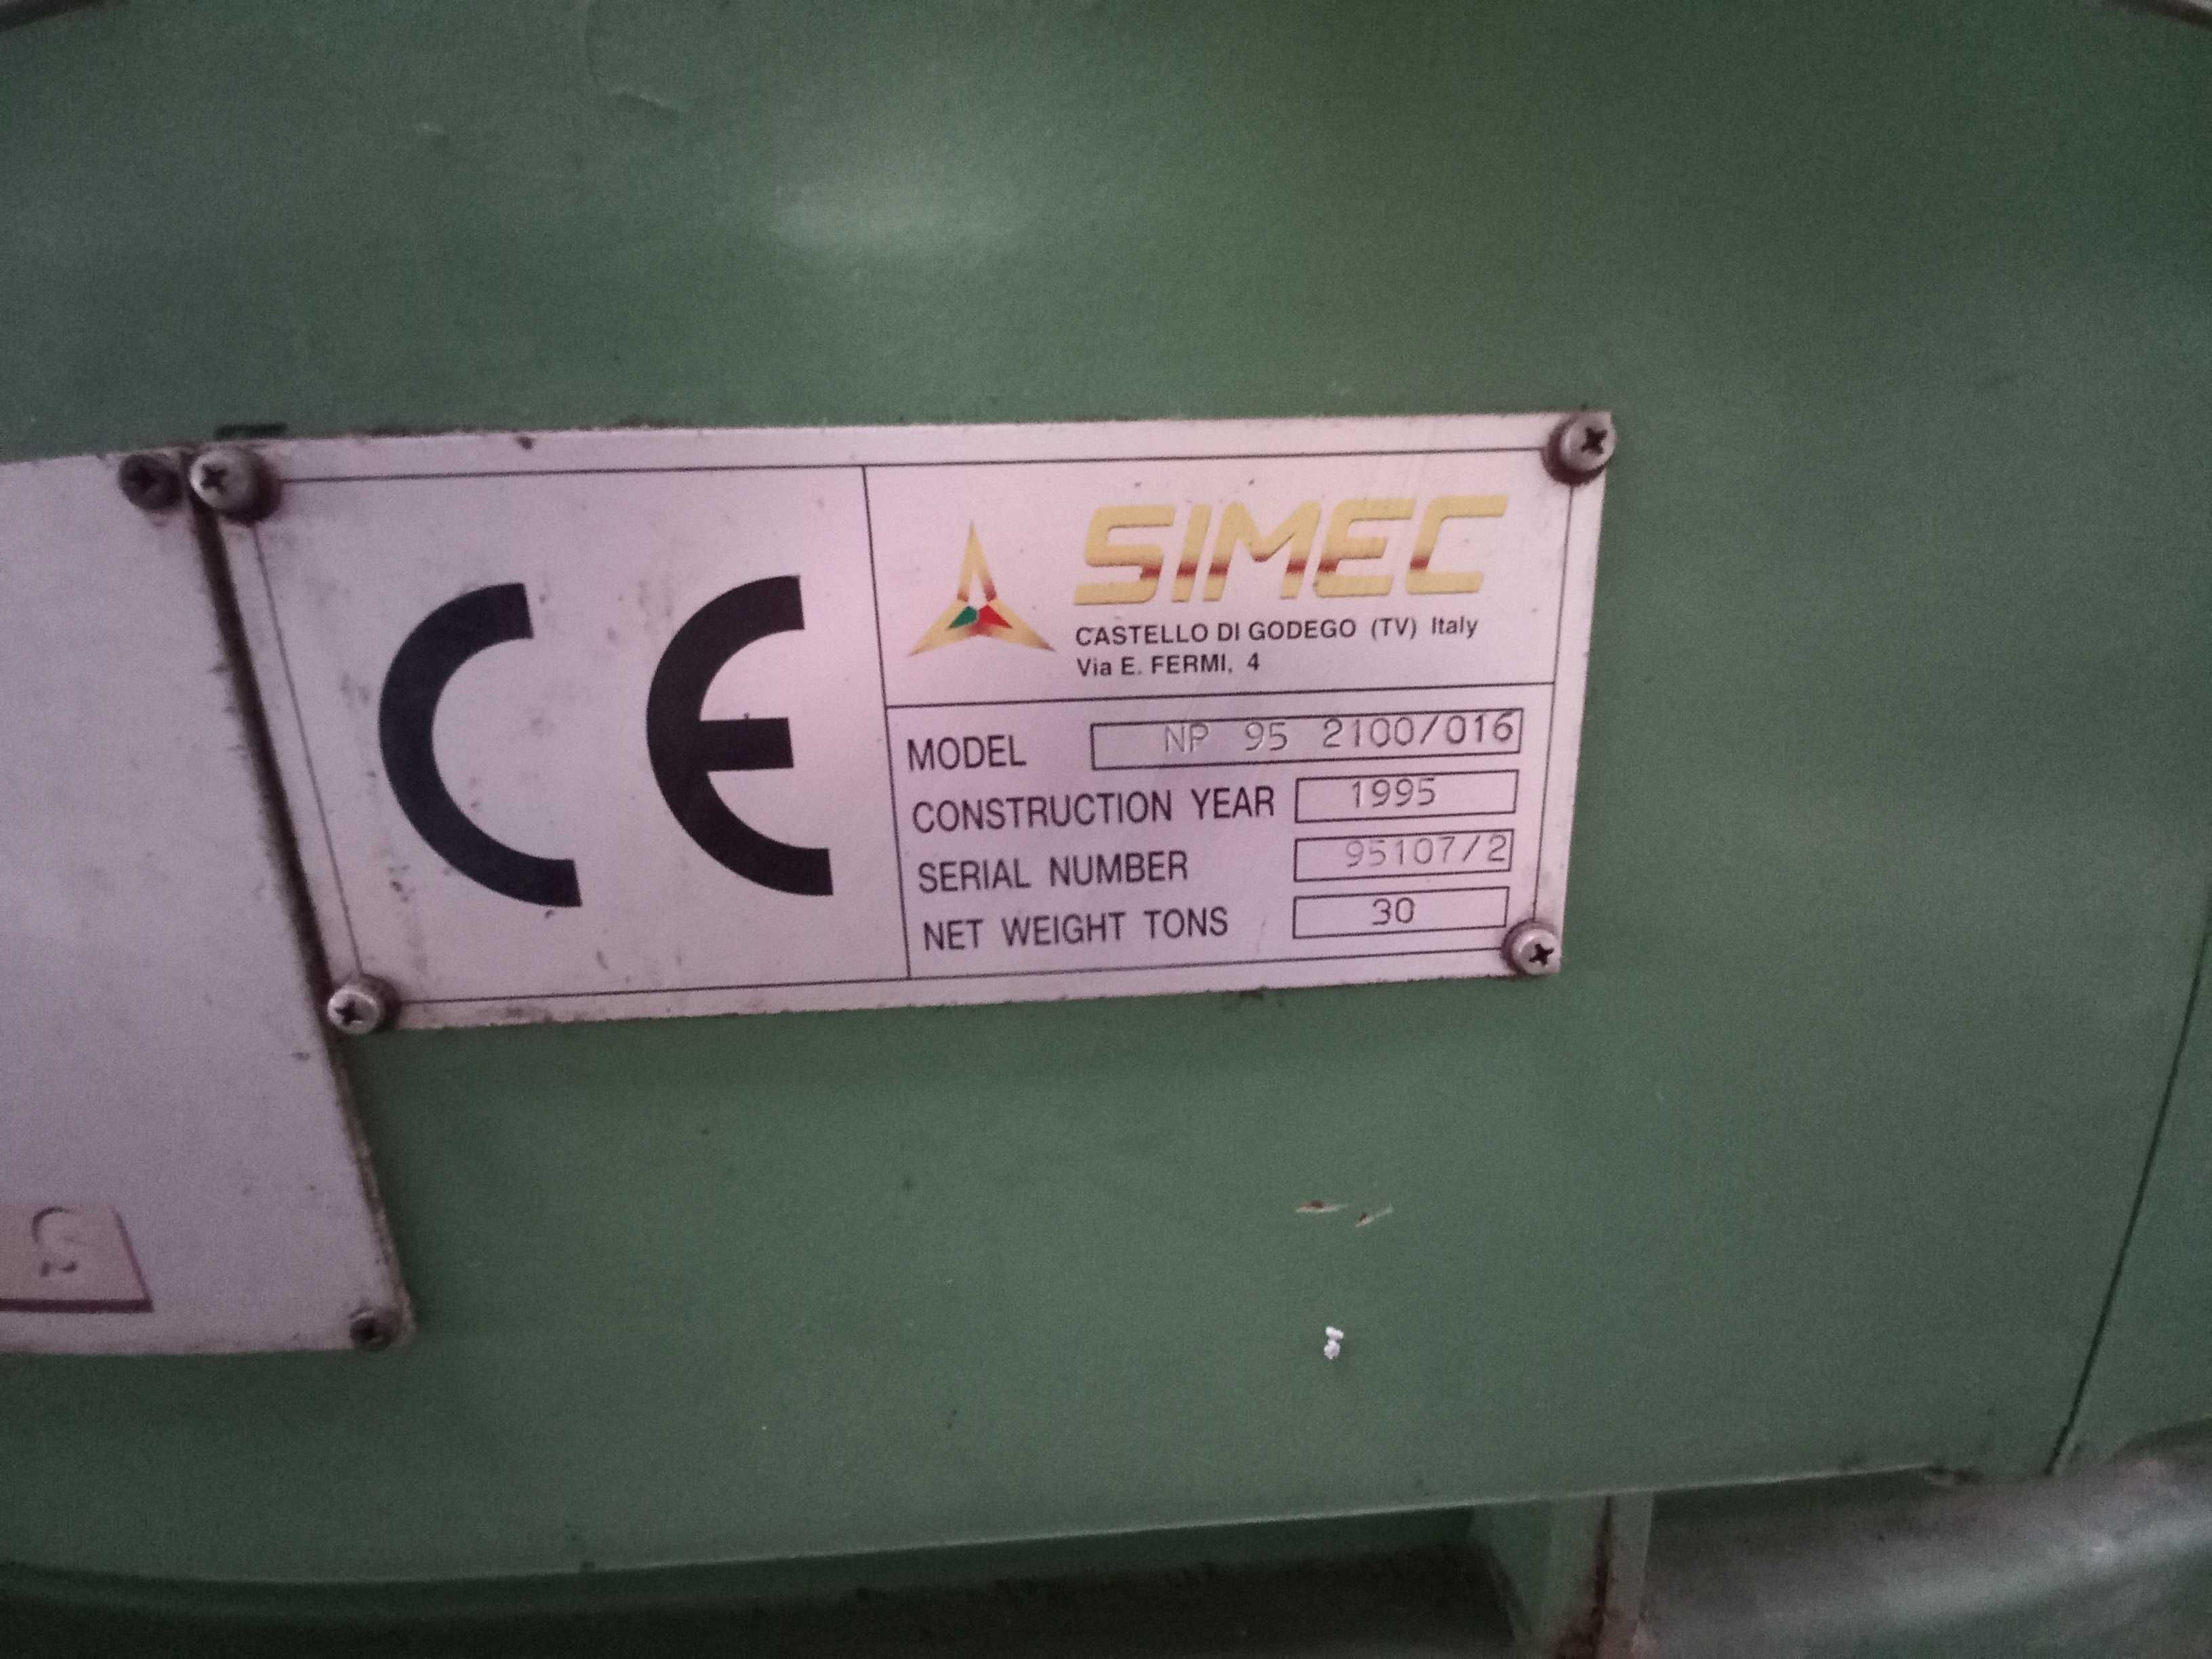 CE
SIMEC
CASTELLO DI GODEGO (TV) Italy
Via E. FERMI, 4
MODEL NP 95 2100/016
CONSTRUCTION YEAR 1995
SERIAL NUMBER 95107/2
NET WEIGHT TONS 30